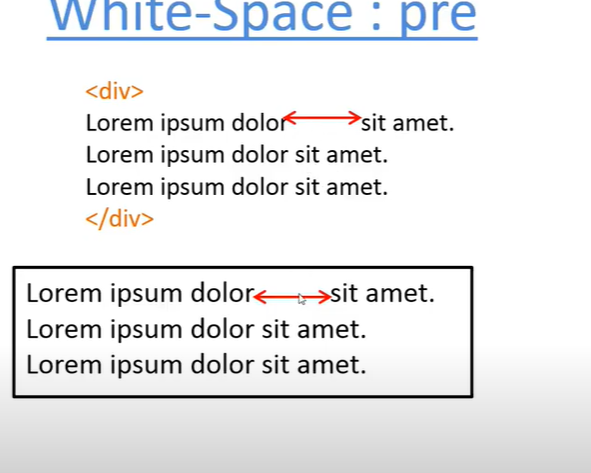 White-Space : pre
<div>
Lorem ipsum dolor sit amet.
Lorem ipsum dolor sit amet.
Lorem ipsum dolor sit amet.
</div>
Lorem ipsum dolor sit amet.
Lorem ipsum dolor sit amet.
Lorem ipsum dolor sit amet.